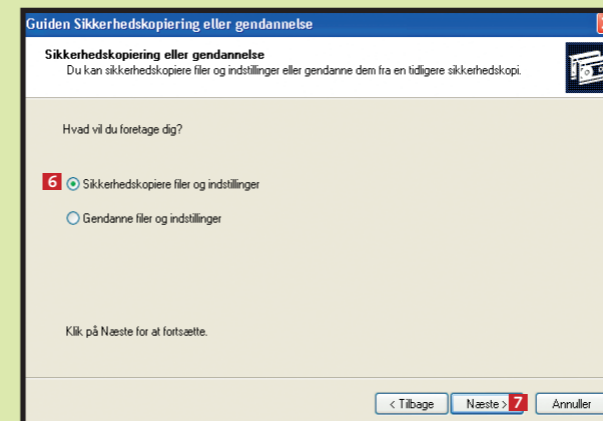 Guiden Sikkerhedskopiering eller gendannelse
Sikkerhedskopiering eller gendannelse
Du kan sikkerhedskopiere filer og indstillinger eller gendanne dem fra en tidligere sikkerhedskopi.
Hvad vil du foretage dig?
6 Sikkerhedskopiere filer og indstillinger
Gendanne filer og indstillinger
Klik på Næste for at fortsætte.
< Tilbage Næste > 7 Annuller